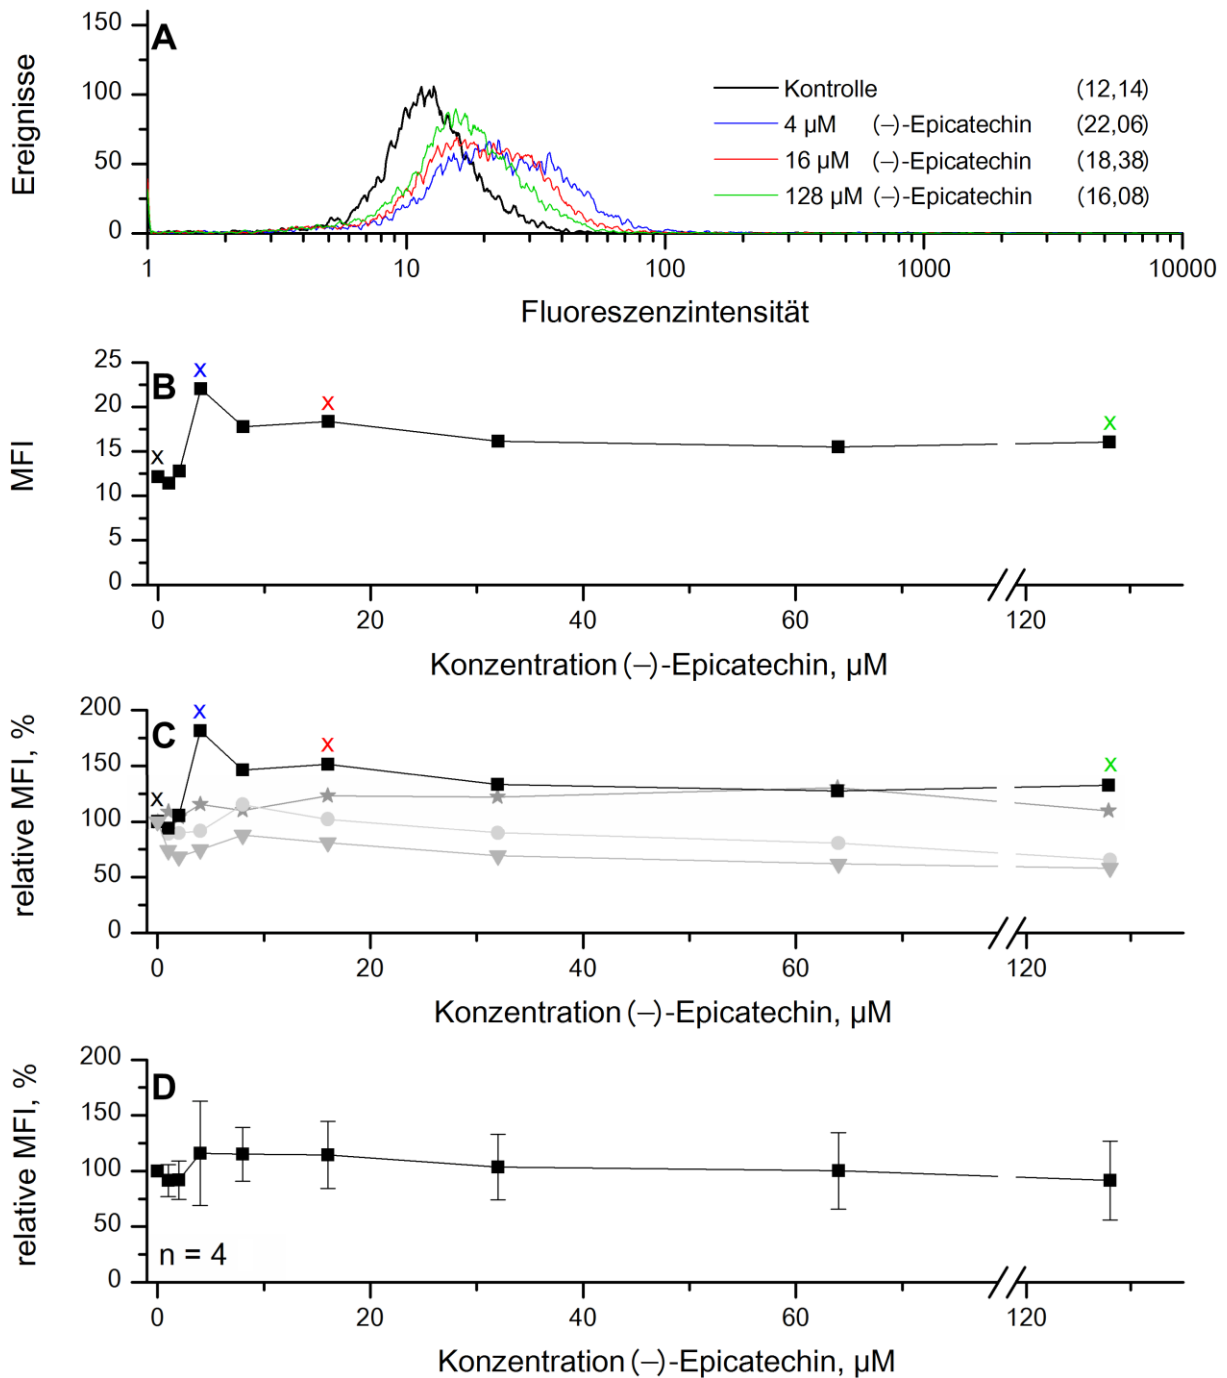 A
Ereignisse
150
100
50
0
Kontrolle (12,14)
4 µM (–)-Epicatechin (22,06)
16 µM (–)-Epicatechin (18,38)
128 µM (–)-Epicatechin (16,08)
1 10 100 1000 10000
Fluoreszenzintensität
B
MFI
25
20
15
10
5
0
x x x x
0 20 40 60 120
Konzentration (–)-Epicatechin, µM
C
relative MFI, %
200
150
100
50
0
x x x x
0 20 40 60 120
Konzentration (–)-Epicatechin, µM
D
relative MFI, %
200
150
100
50
0
n = 4
0 20 40 60 120
Konzentration (–)-Epicatechin, µM